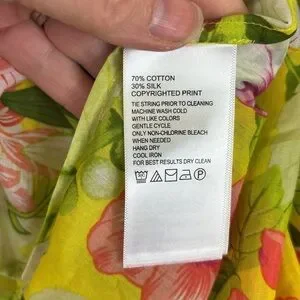 70% COTTON
30% SILK
COPYRIGHTED PRINT
TIE STRING PRIOR TO CLEANING
MACHINE WASH COLD
WITH LIKE COLORS
GENTLE CYCLE
ONLY NON-CHLORINE BLEACH
WHEN NEEDED
HANG DRY
COOL IRON
FOR BEST RESULTS DRY CLEAN